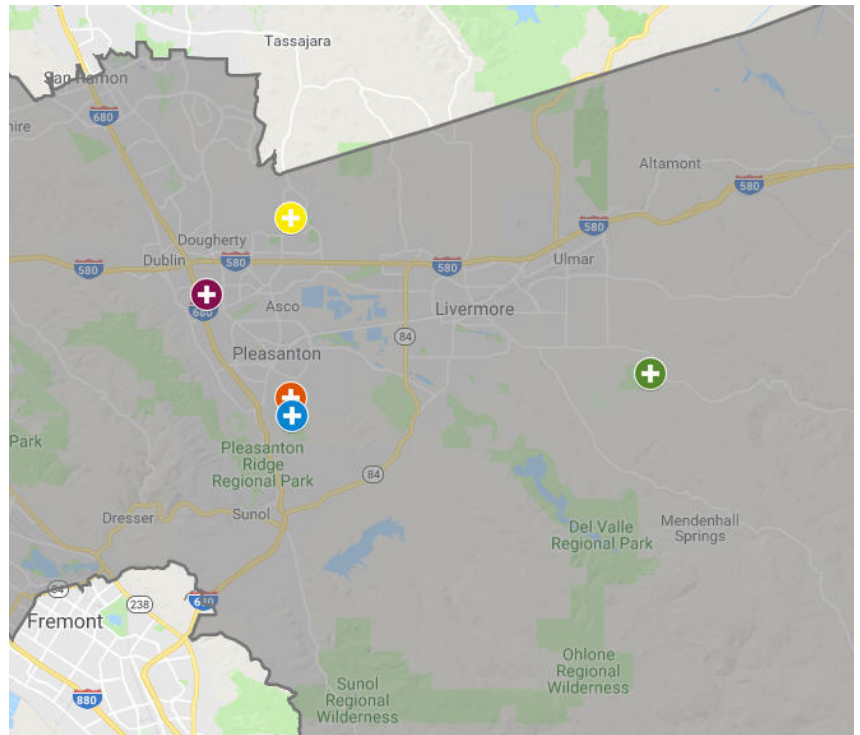 Tassajara
San Ramon
680
hire
Altamont
580
580
Dougherty
Dublin
580
580
580
Ulmar
680
Asco
Livermore
84
Pleasanton
Park
Pleasanton
Ridge
Regional Park
84
Dresser
Sunol
Del Valle
Regional Park
Mendenhall
Springs
84
238
680
Fremont
880
Sunol
Regional
Wilderness
Ohlone
Regional
Wilderness